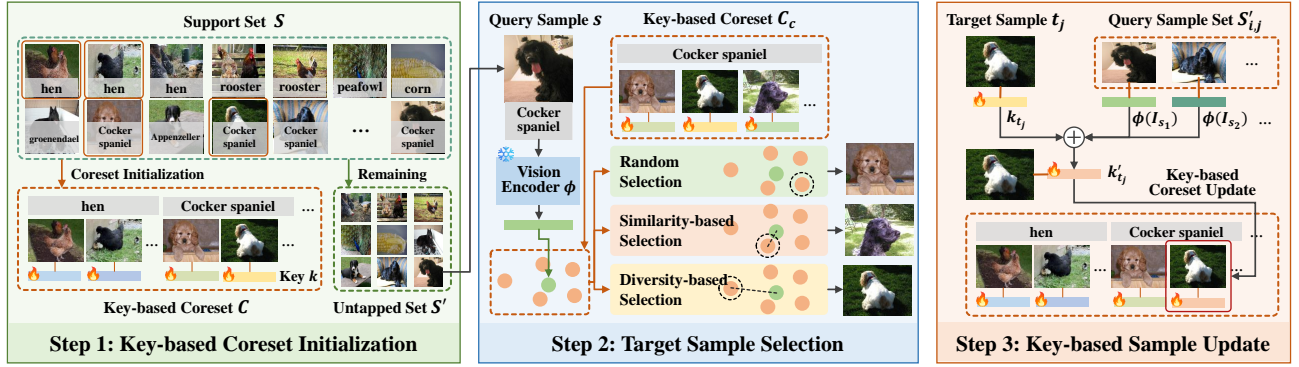 Support Set S
hen hen hen rooster rooster peafowl corn
groenendael Cocker spaniel Appenzeller Cocker spaniel Cocker spaniel ... Cocker spaniel
Coreset Initialization
Remaining
hen Cocker spaniel ...
... ...
Key k
Key-based Coreset C
Untapped Set S′
Step 1: Key-based Coreset Initialization
Query Sample s
Key-based Coreset C_c
Cocker spaniel
...
Cocker spaniel
Vision Encoder ϕ
Random Selection
Similarity-based Selection
Diversity-based Selection
Step 2: Target Sample Selection
Target Sample t_j
Query Sample Set S′_{i,j}
...
k_{t_j}
ϕ(I_{s_1}) ϕ(I_{s_2}) ...
+
k′_{t_j}
Key-based Coreset Update
hen Cocker spaniel ...
... ...
Step 3: Key-based Sample Update